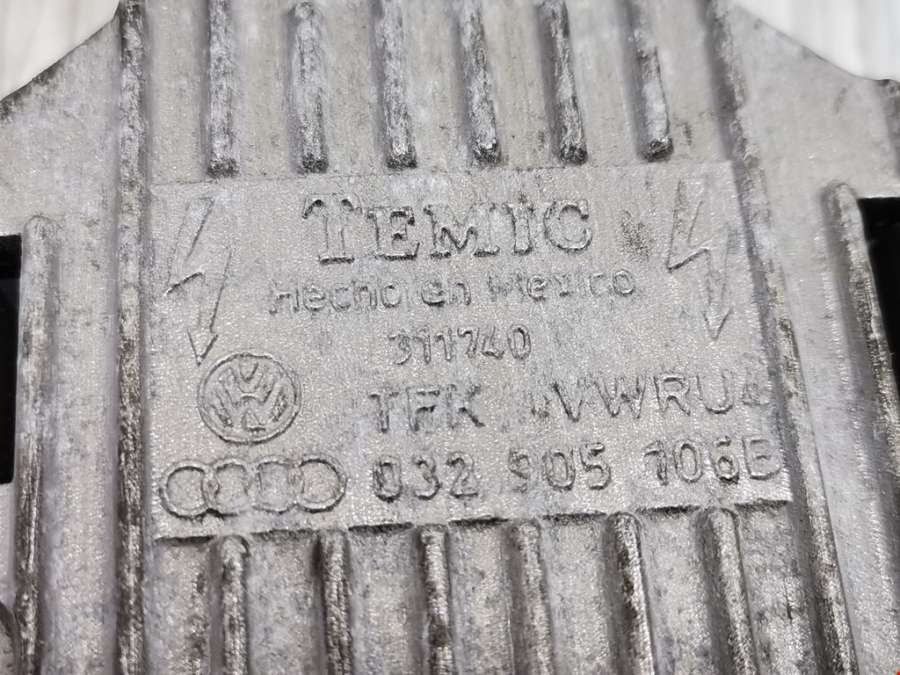 TEMIC
Hecho en Mexico
311740
TFK VWRU
032 905 106B